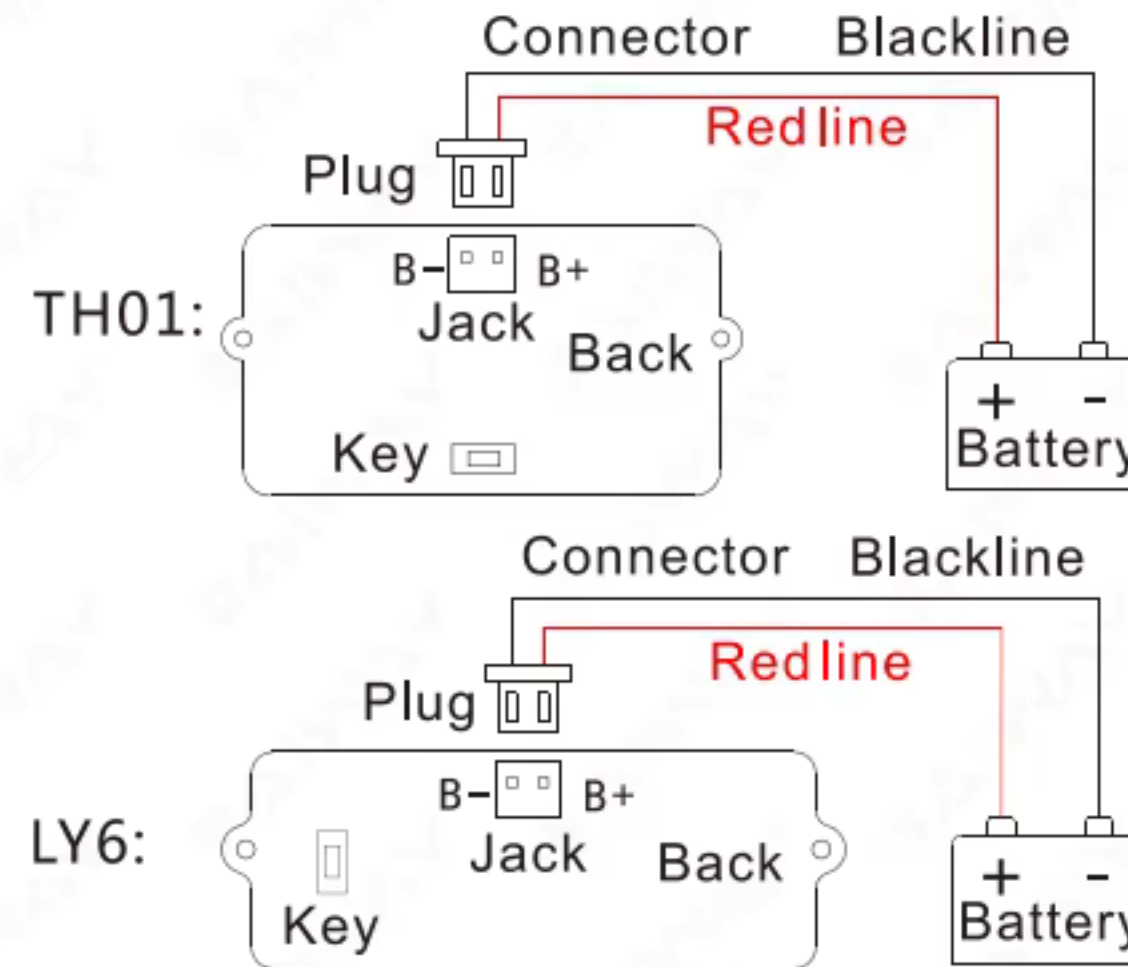 Connector Blackline
Redline
Plug
B- B+
TH01: Jack
Back
+ -
Key Battery
Connector Blackline
Redline
Plug
B- B+
LY6: Jack Back
+ -
Key Battery